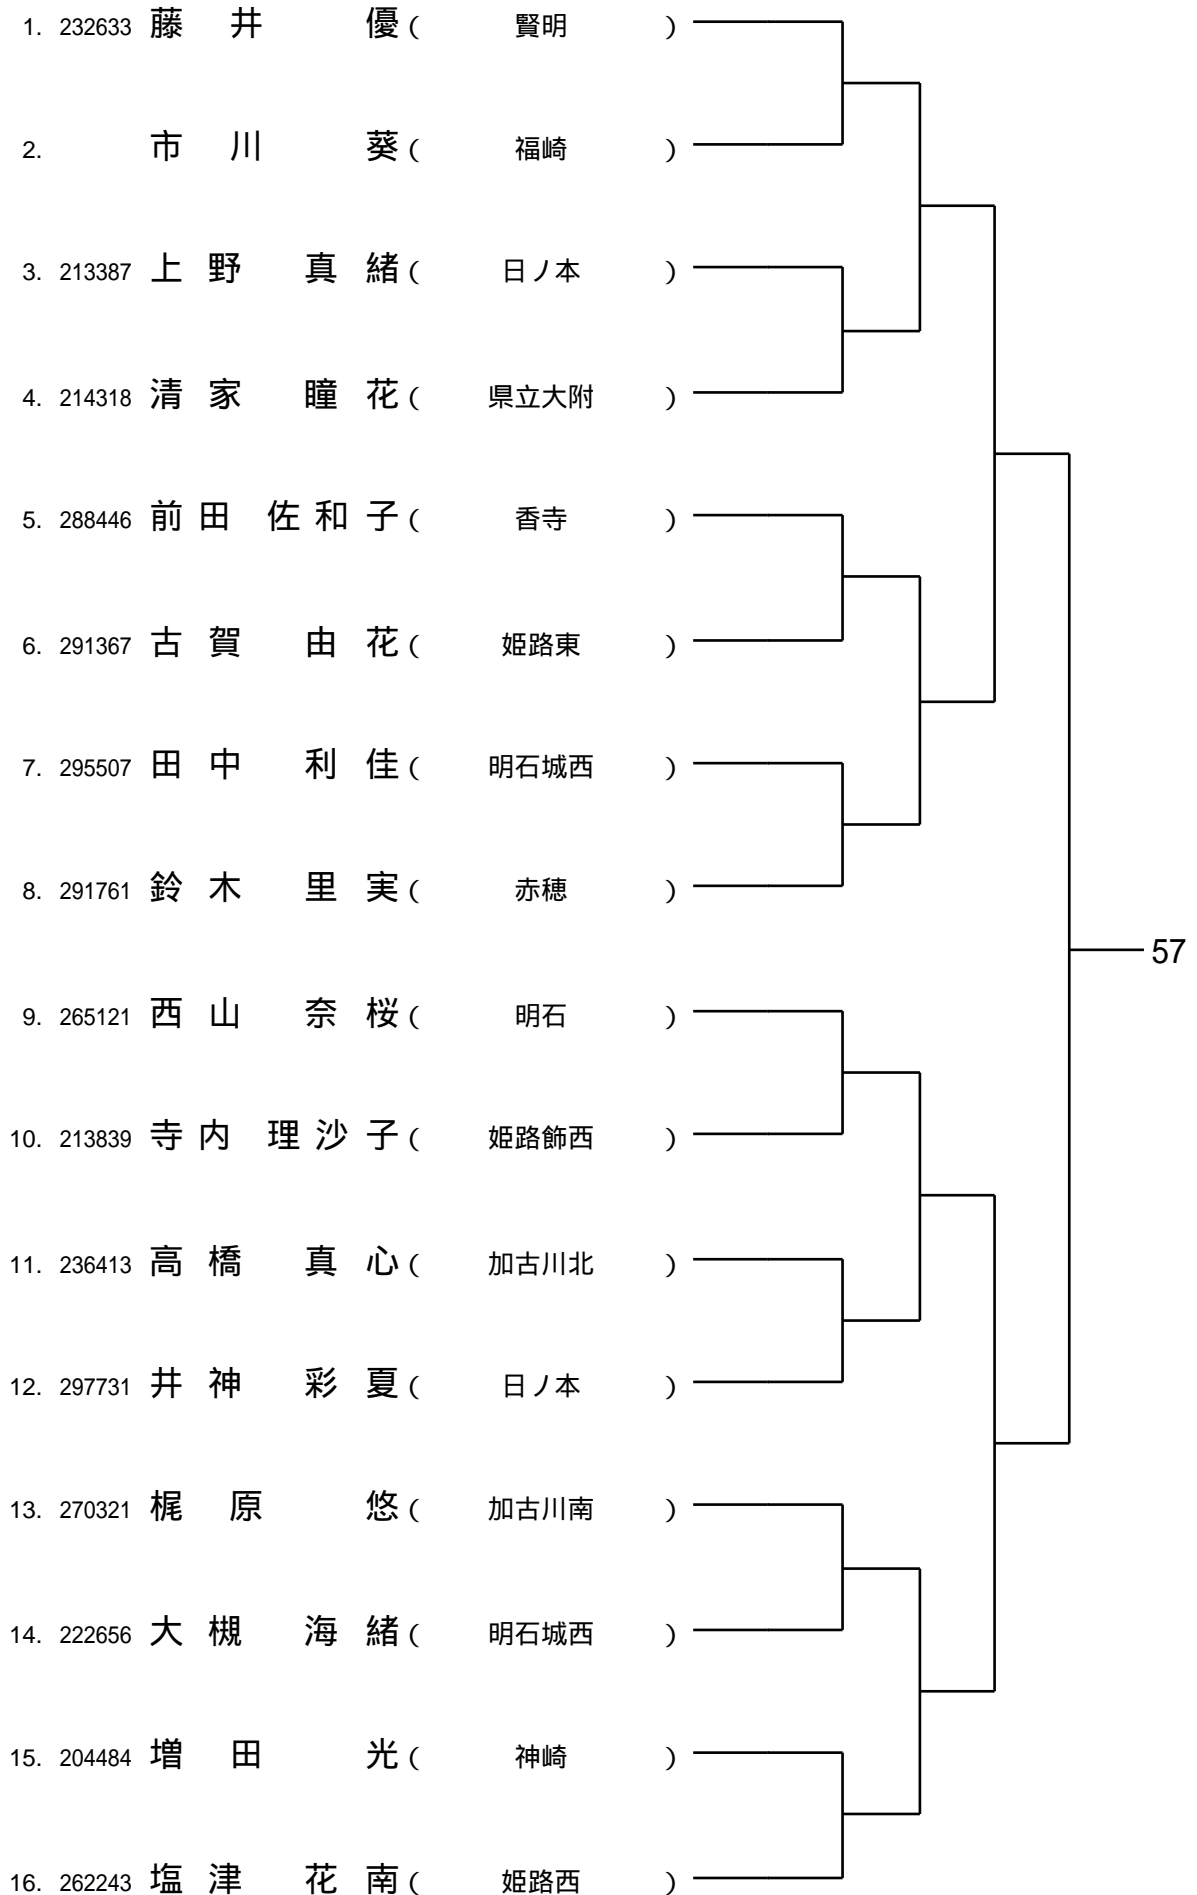 1. 232633 藤井 優 ( 賢明 )
2. 市川 葵 ( 福崎 )
3. 213387 上野 真緒 ( 日ノ本 )
4. 214318 清家 瞳花 ( 県立大附 )
5. 288446 前田 佐和子 ( 香寺 )
6. 291367 古賀 由花 ( 姫路東 )
7. 295507 田中 利佳 ( 明石城西 )
8. 291761 鈴木 里実 ( 赤穂 )
57
9. 265121 西山 奈桜 ( 明石 )
10. 213839 寺内 理沙子 ( 姫路飾西 )
11. 236413 高橋 真心 ( 加古川北 )
12. 297731 井神 彩夏 ( 日ノ本 )
13. 270321 梶原 悠 ( 加古川南 )
14. 222656 大槻 海緒 ( 明石城西 )
15. 204484 増田 光 ( 神崎 )
16. 262243 塩津 花南 ( 姫路西 )